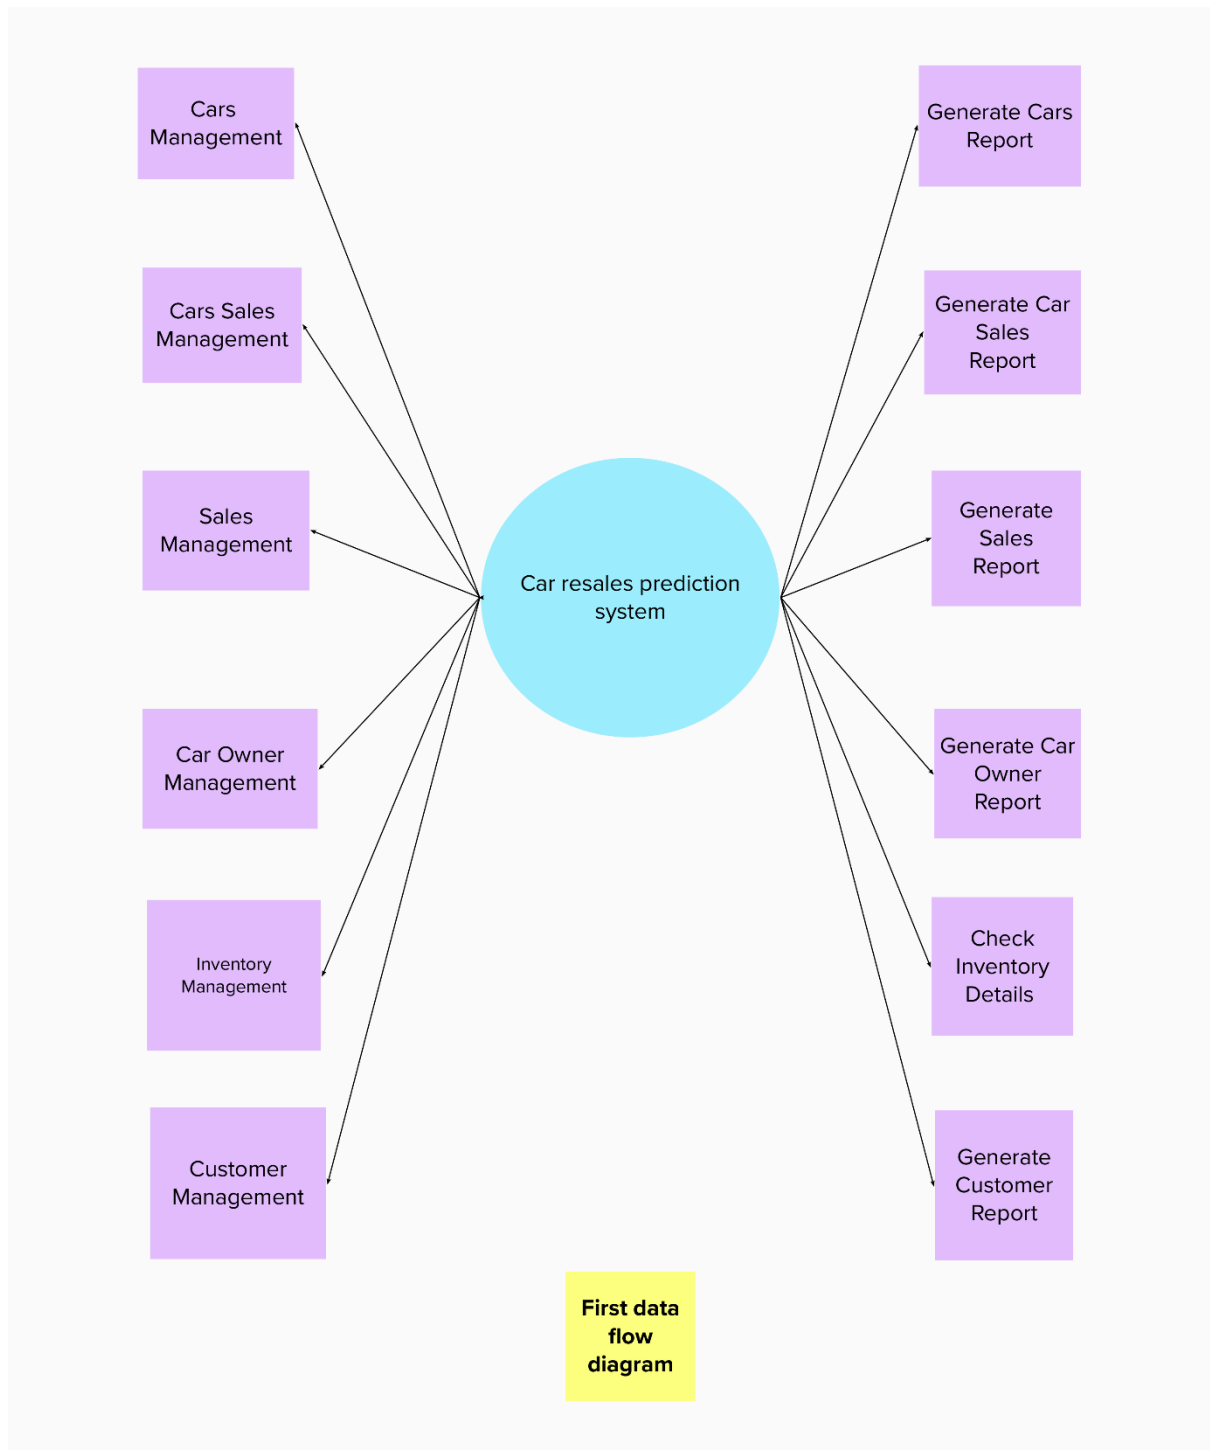 Cars
Management
Cars Sales
Management
Sales
Management
Car Owner
Management
Inventory
Management
Customer
Management
Car resales prediction
system
Generate Cars
Report
Generate Car
Sales
Report
Generate
Sales
Report
Generate Car
Owner
Report
Check
Inventory
Details
Generate
Customer
Report
First data
flow
diagram